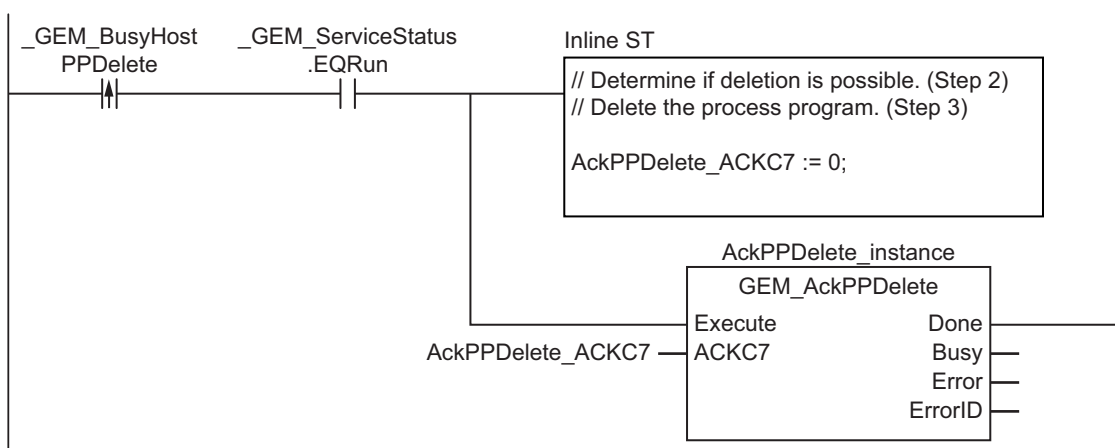 _GEM_BusyHost
PPDelete
_GEM_ServiceStatus
.EQRun
Inline ST
// Determine if deletion is possible. (Step 2)
// Delete the process program. (Step 3)
AckPPDelete_ACKC7 := 0;
AckPPDelete_instance
GEM_AckPPDelete
Execute Done
AckPPDelete_ACKC7 ACKC7 Busy
Error
ErrorID